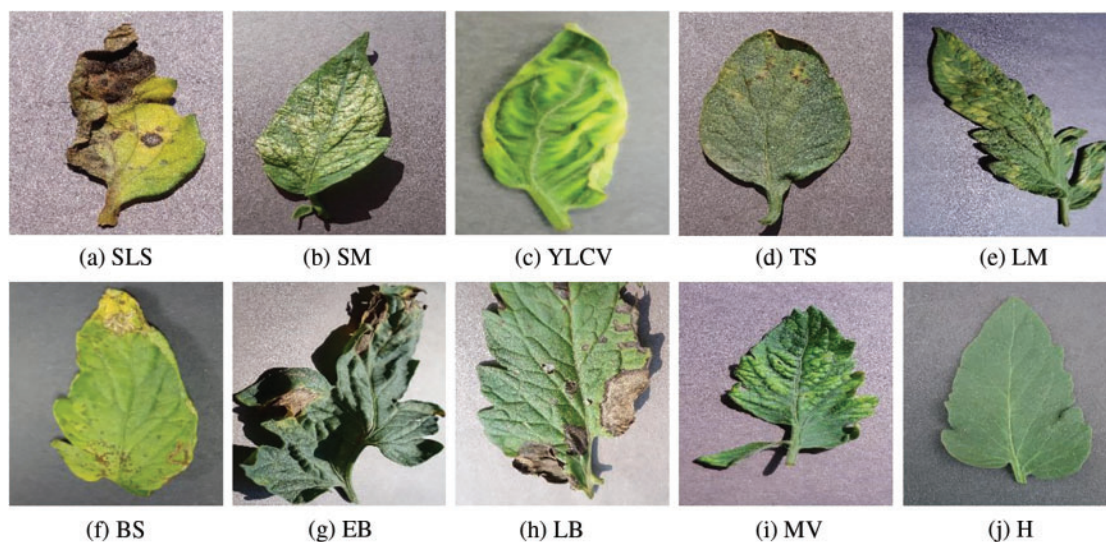 (a) SLS
(b) SM
(c) YLCV
(d) TS
(e) LM
(f) BS
(g) EB
(h) LB
(i) MV
(j) H